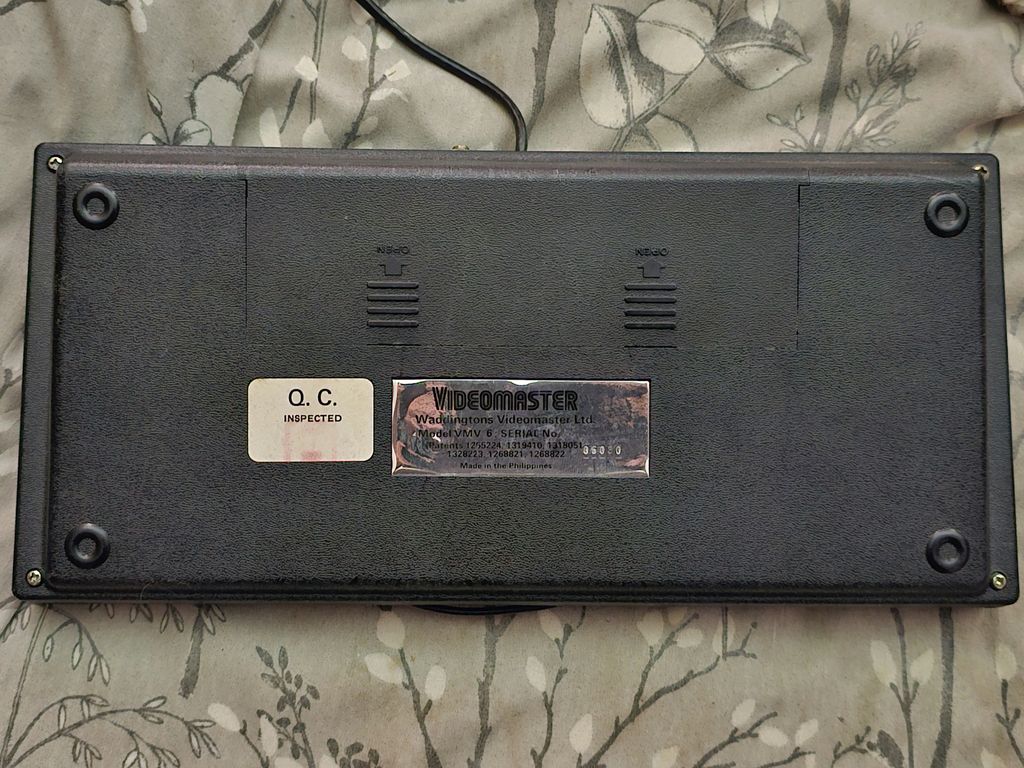 OPEN
OPEN
Q. C.
INSPECTED
VIDEOMASTER
Waddingtons Videomaster Ltd.
Model VMV 6 SERIAL No.
Patents 1255224, 1319410, 1318051
1328223, 1268821, 1268822
Made in the Philippines